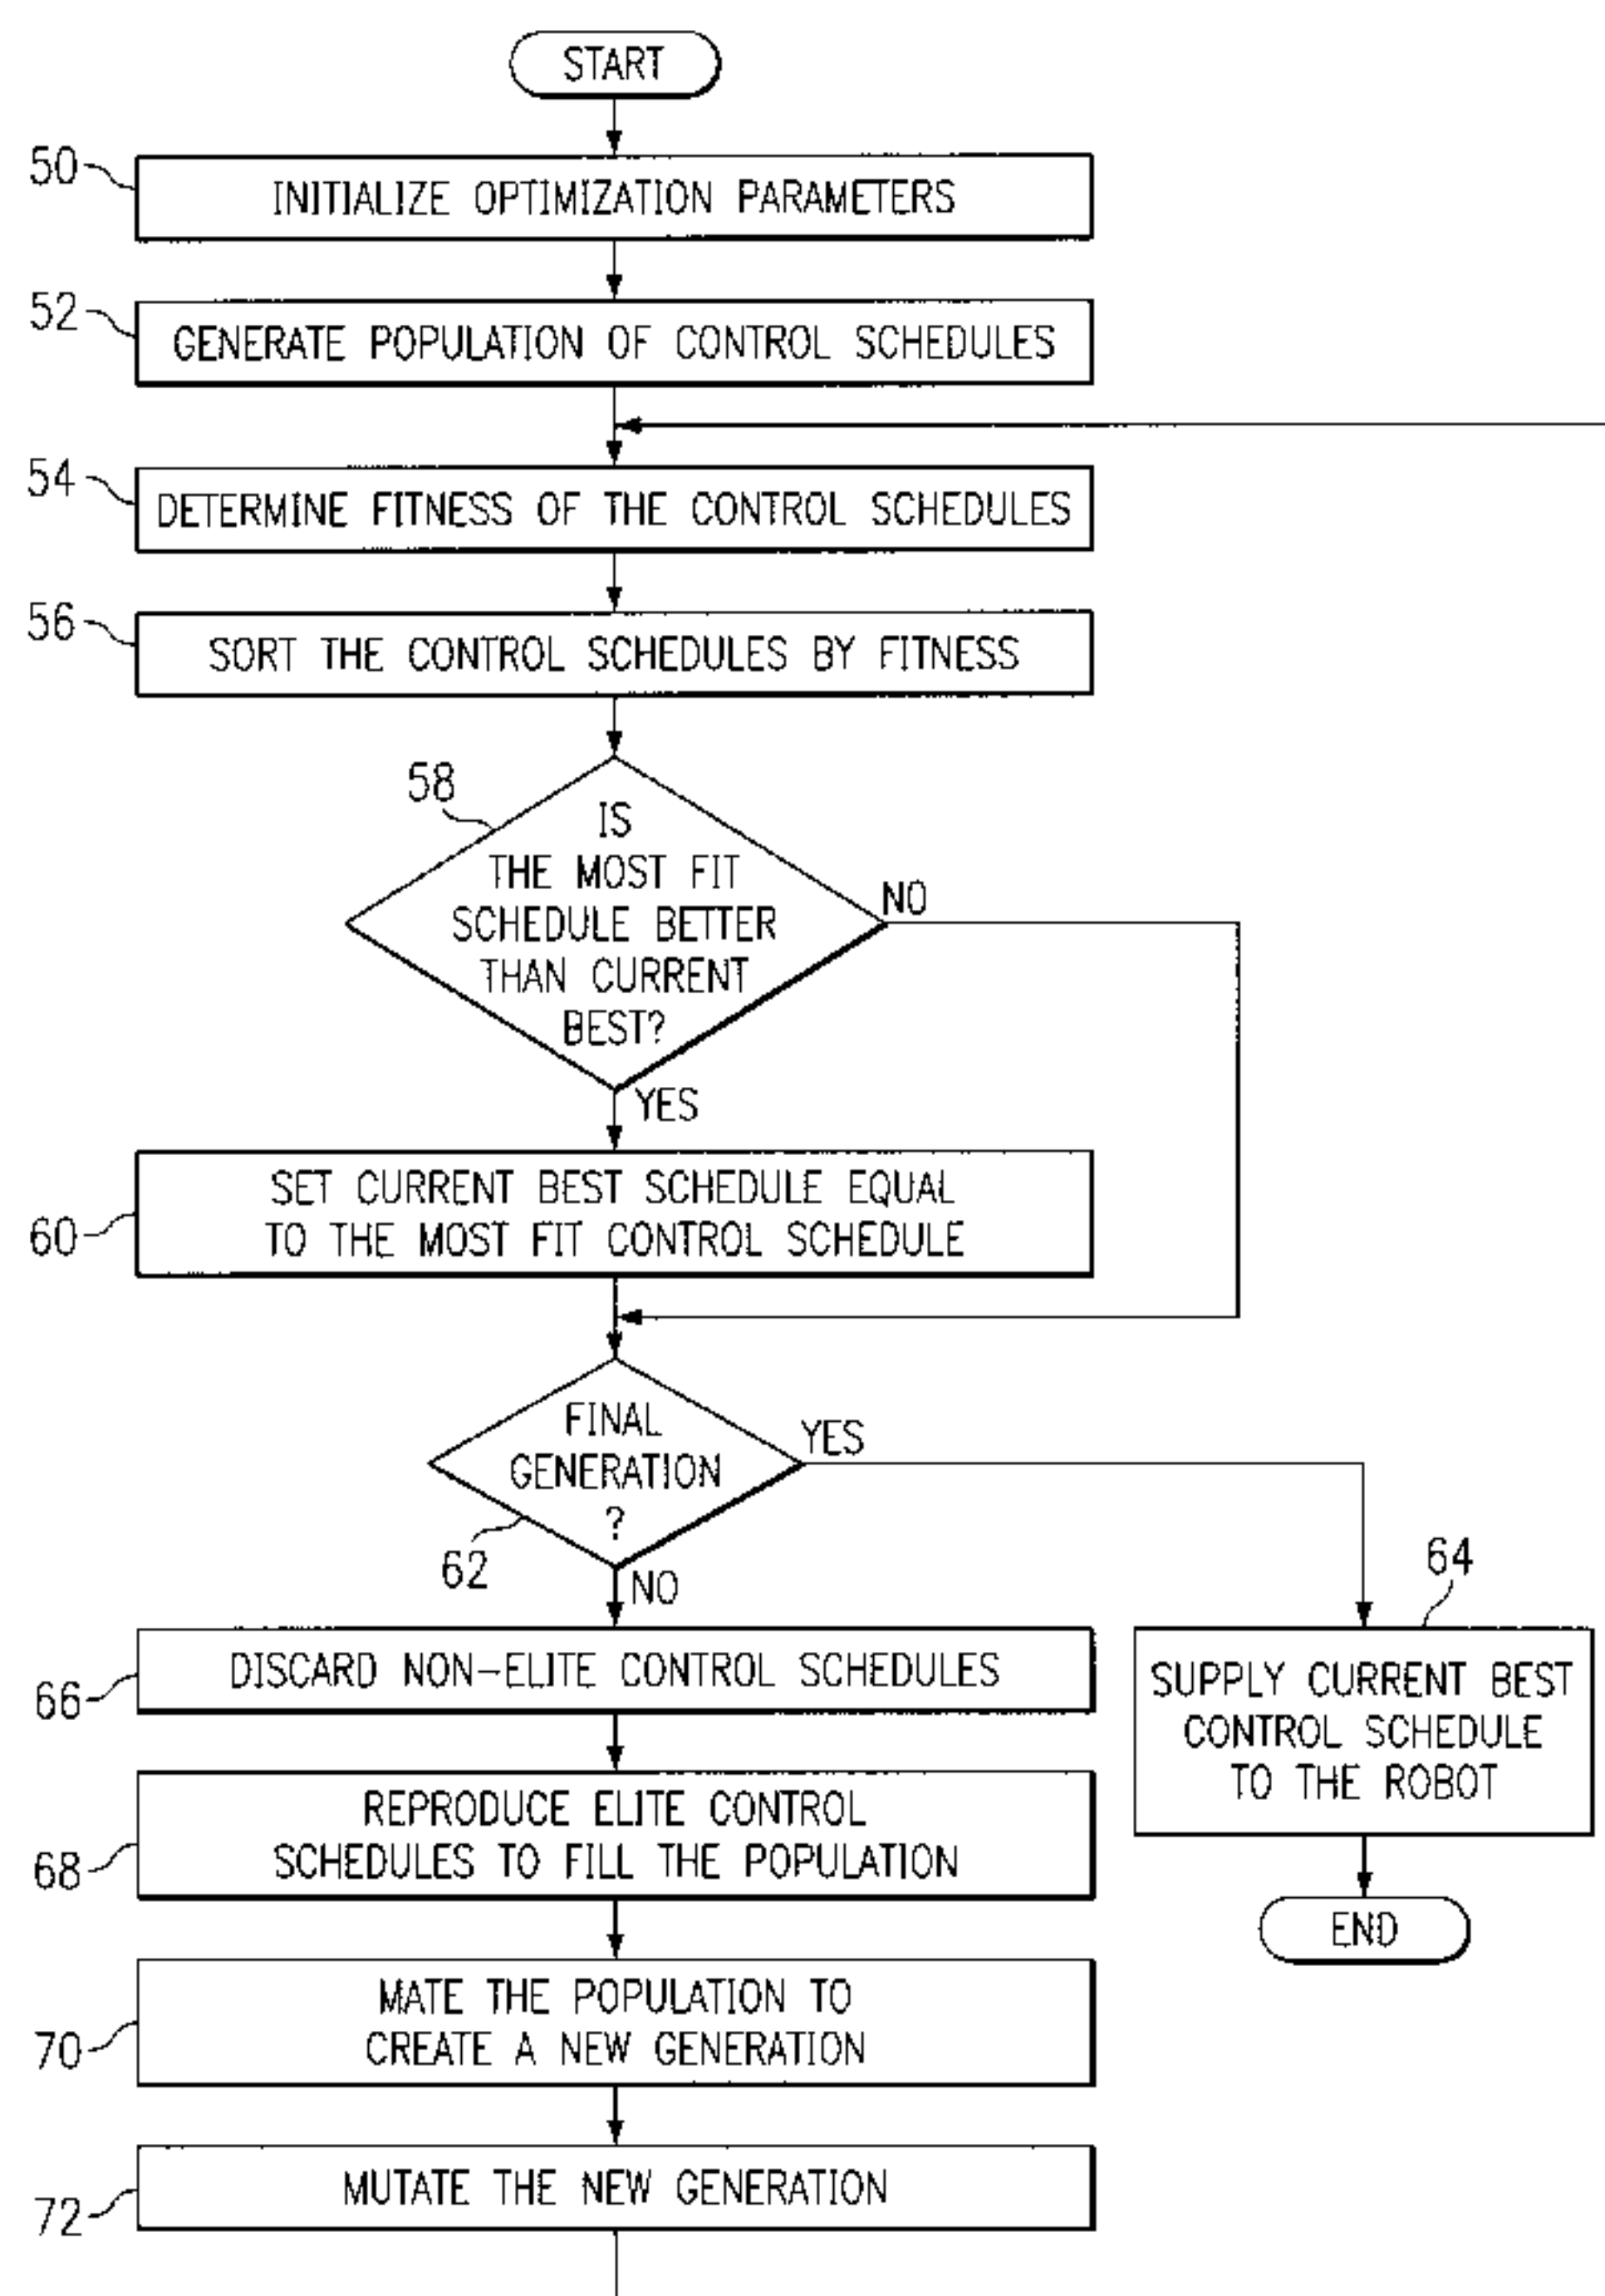 START
50
INITIALIZE OPTIMIZATION PARAMETERS
52
GENERATE POPULATION OF CONTROL SCHEDULES
54
DETERMINE FITNESS OF THE CONTROL SCHEDULES
56
SORT THE CONTROL SCHEDULES BY FITNESS
58
IS
THE MOST FIT
SCHEDULE BETTER
THAN CURRENT
BEST?
NO
YES
60
SET CURRENT BEST SCHEDULE EQUAL
TO THE MOST FIT CONTROL SCHEDULE
FINAL
GENERATION
?
YES
62
NO
64
SUPPLY CURRENT BEST
CONTROL SCHEDULE
TO THE ROBOT
END
66
DISCARD NON-ELITE CONTROL SCHEDULES
68
REPRODUCE ELITE CONTROL
SCHEDULES TO FILL THE POPULATION
70
MATE THE POPULATION TO
CREATE A NEW GENERATION
72
MUTATE THE NEW GENERATION